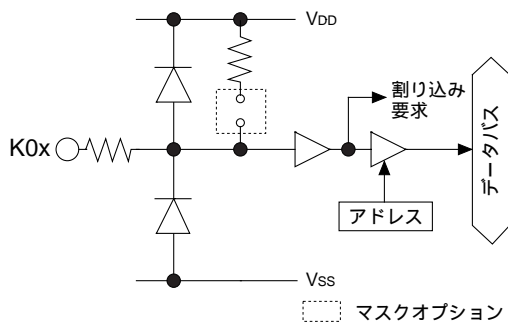 VDD
割り込み
要求
K0x
データバス
アドレス
VSS
マスクオプション